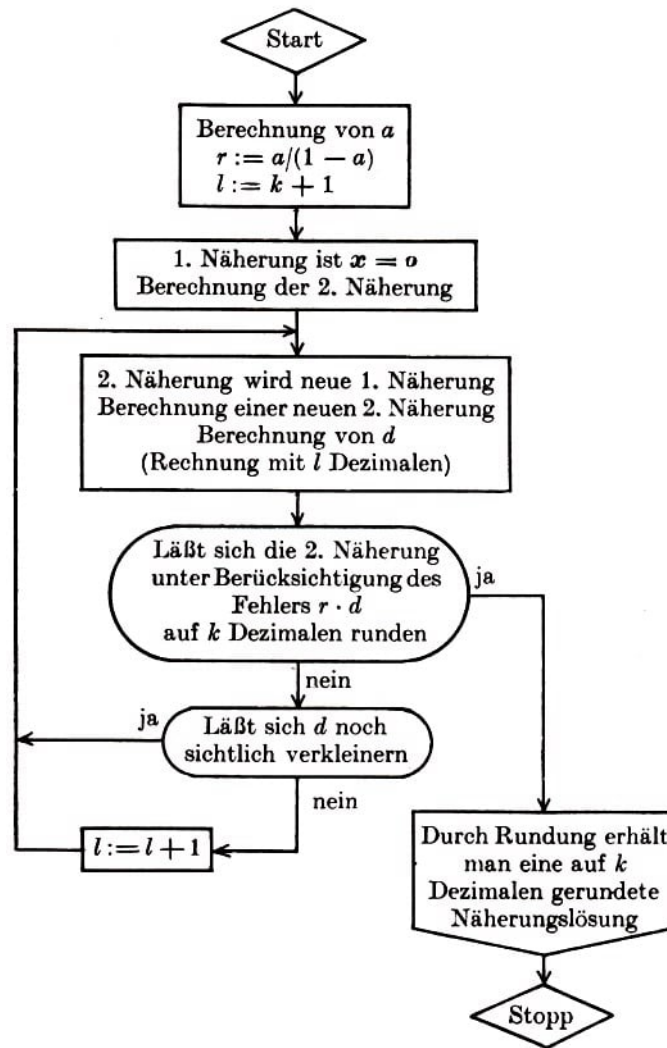 Start
Berechnung von a
r := a/(1 − a)
l := k + 1
1. Näherung ist x = o
Berechnung der 2. Näherung
2. Näherung wird neue 1. Näherung
Berechnung einer neuen 2. Näherung
Berechnung von d
(Rechnung mit l Dezimalen)
Läßt sich die 2. Näherung
unter Berücksichtigung des
Fehlers r · d
auf k Dezimalen runden
ja
nein
Läßt sich d noch
sichtlich verkleinern
ja
nein
l := l + 1
Durch Rundung erhält
man eine auf k
Dezimalen gerundete
Näherungslösung
Stopp